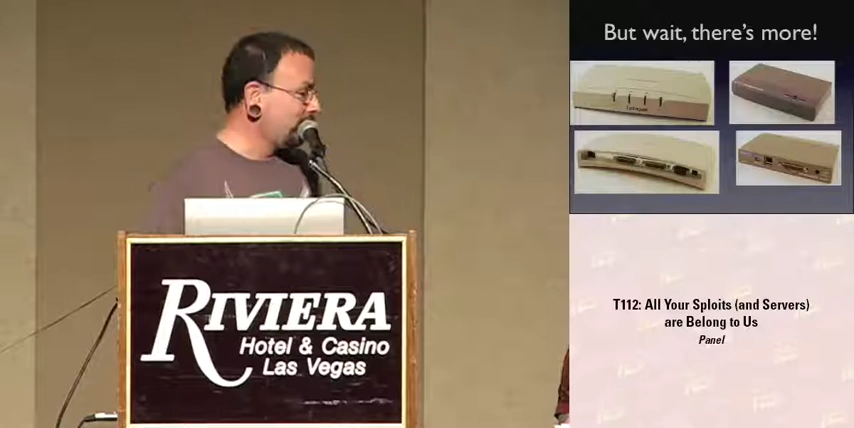 But wait, there's more!
RIVIERA
Hotel & Casino
Las Vegas
T112: All Your Sploits (and Servers)
are Belong to Us
Panel